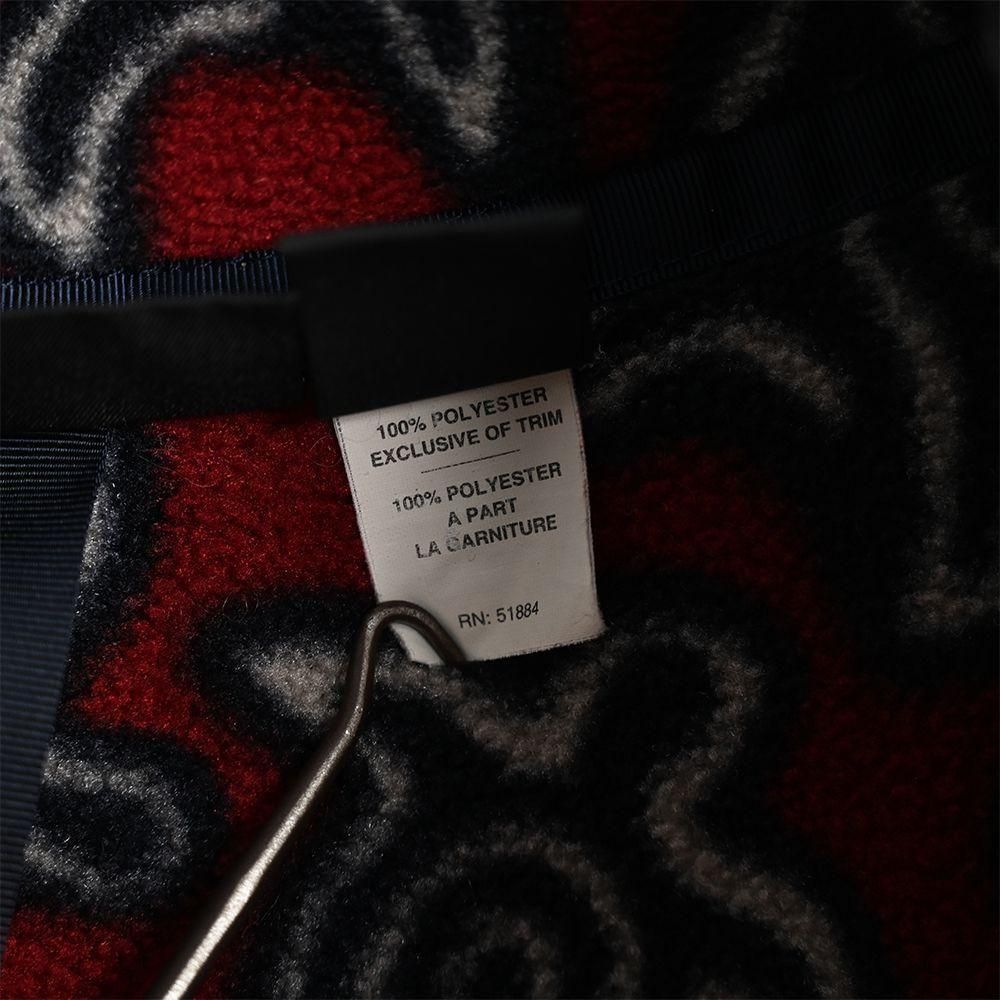 100% POLYESTER
EXCLUSIVE OF TRIM
100% POLYESTER
A PART
LA GARNITURE
RN: 51884